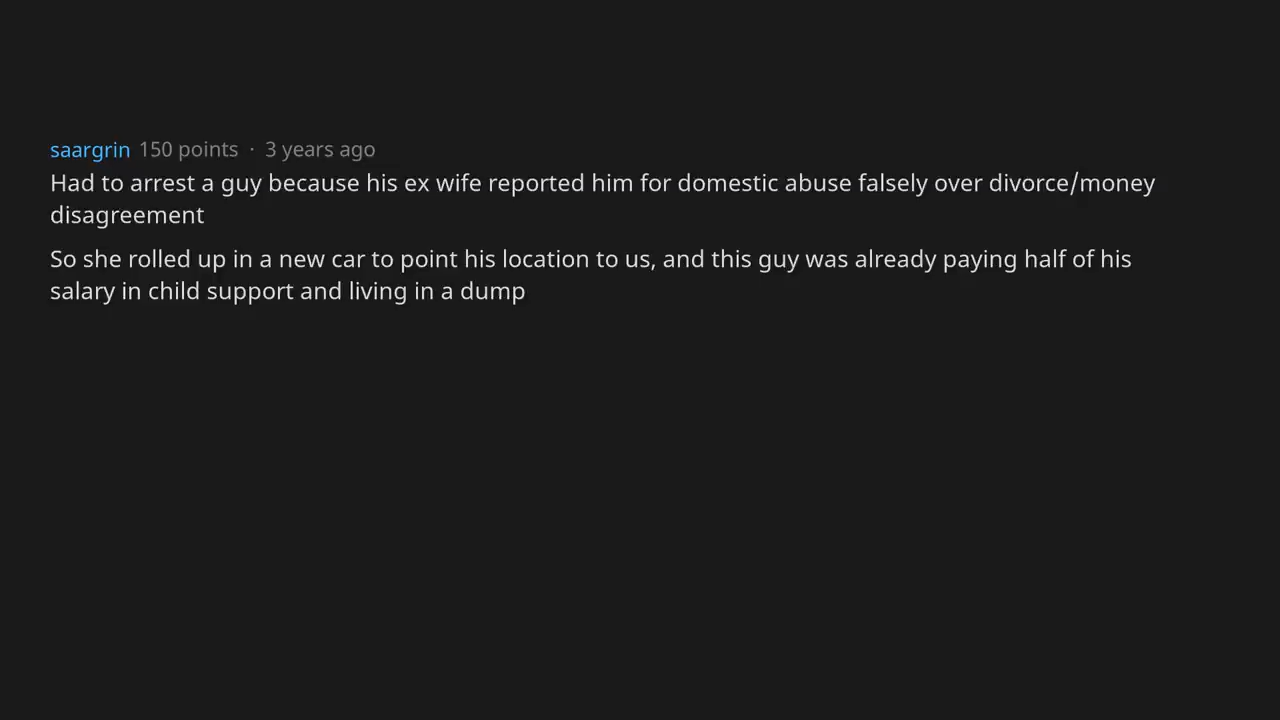 saargrin 150 points · 3 years ago
Had to arrest a guy because his ex wife reported him for domestic abuse falsely over divorce/money
disagreement
So she rolled up in a new car to point his location to us, and this guy was already paying half of his
salary in child support and living in a dump